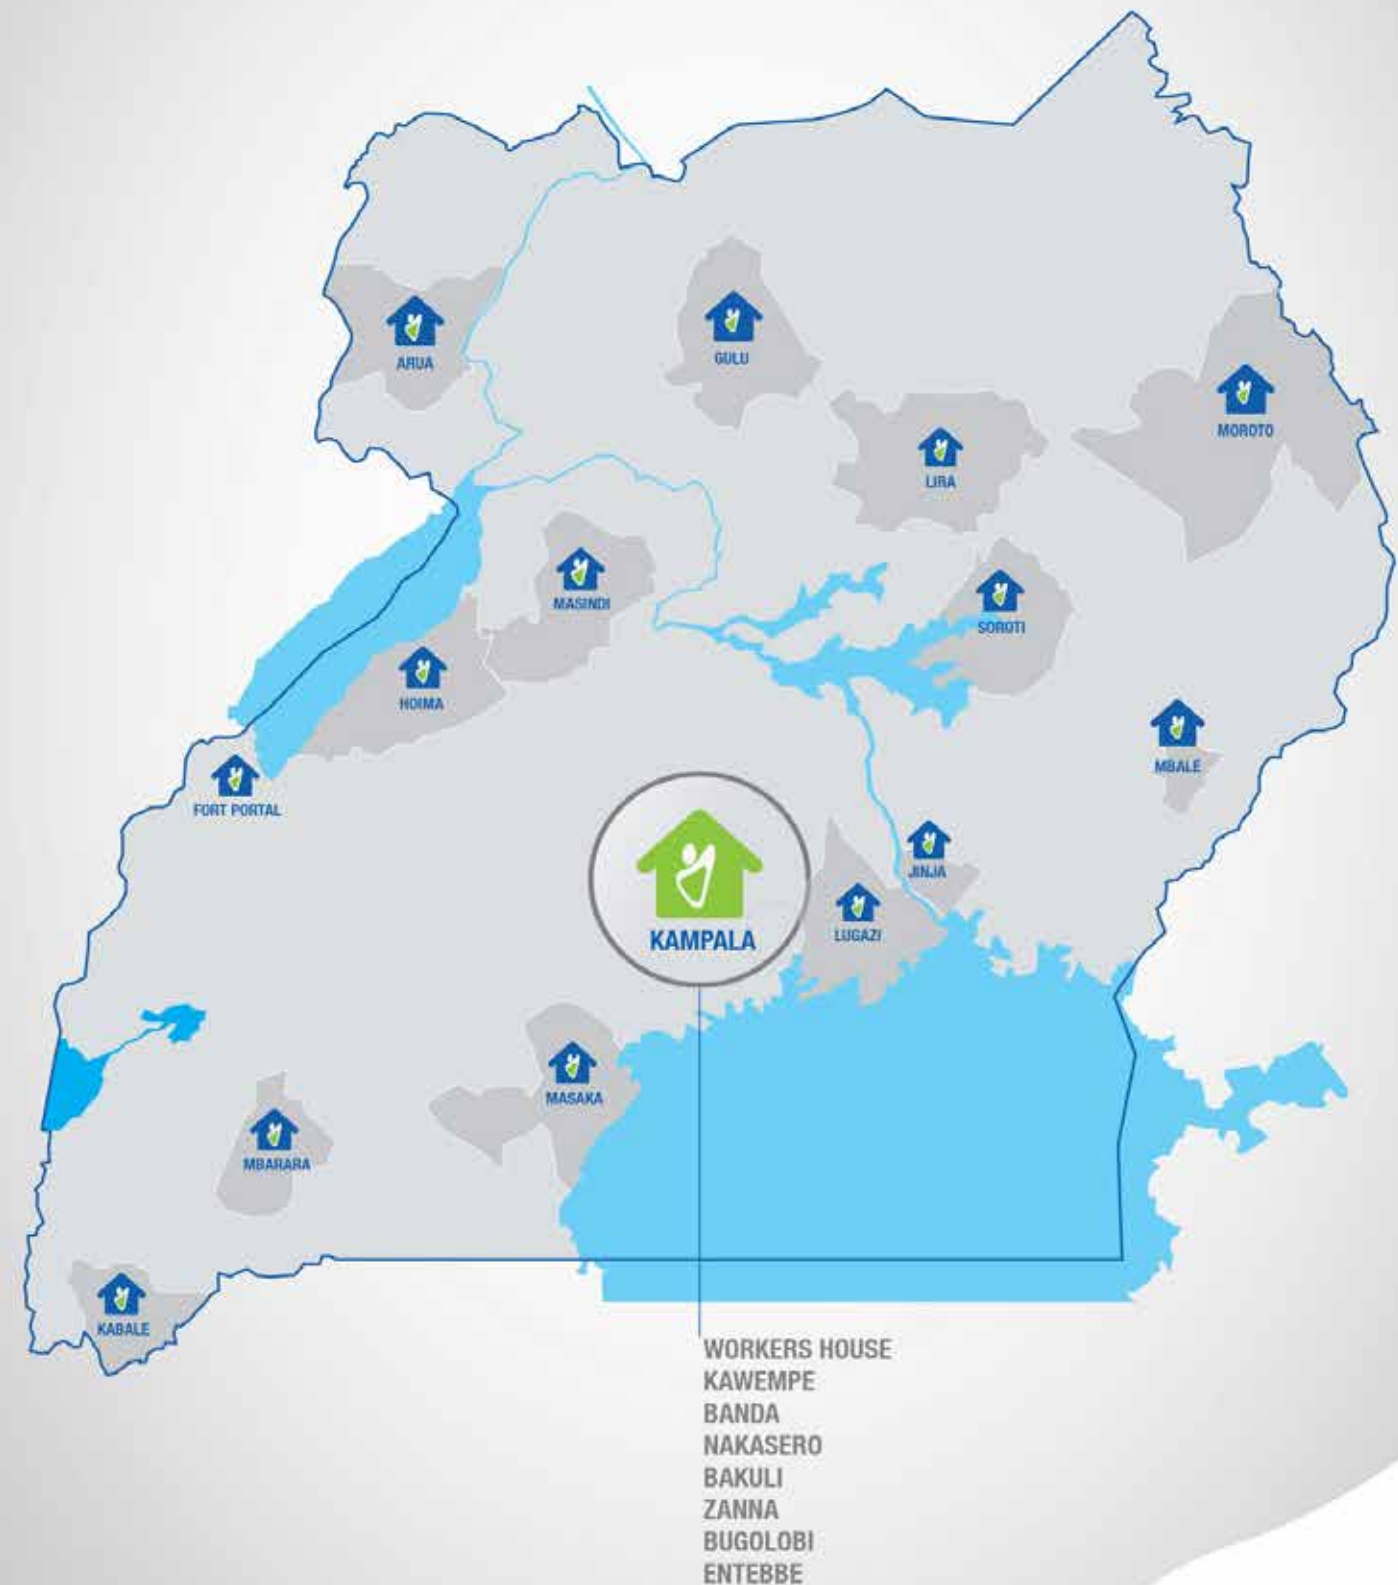 ARUA
GULU
MOROTO
LIRA
MASINDI
SOROTI
HOIMA
MBALE
FORT PORTAL
JINJA
LUGAZI
KAMPALA
MASAKA
MBARARA
KABALE
WORKERS HOUSE
KAWEMPE
BANDA
NAKASERO
BAKULI
ZANNA
BUGOLOBI
ENTEBBE